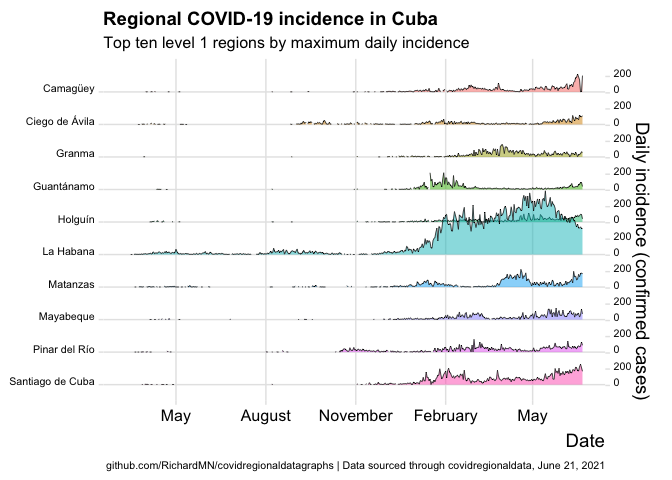 Regional COVID-19 incidence in Cuba
Top ten level 1 regions by maximum daily incidence
Camagüey
Ciego de Ávila
Granma
Guantánamo
Holguín
La Habana
Matanzas
Mayabeque
Pinar del Río
Santiago de Cuba
200
0
200
0
200
0
200
0
200
0
200
0
200
0
200
0
200
0
200
0
Daily incidence (confirmed cases)
May August November February May
Date
github.com/RichardMN/covidregionaldatagraphs | Data sourced through covidregionaldata, June 21, 2021